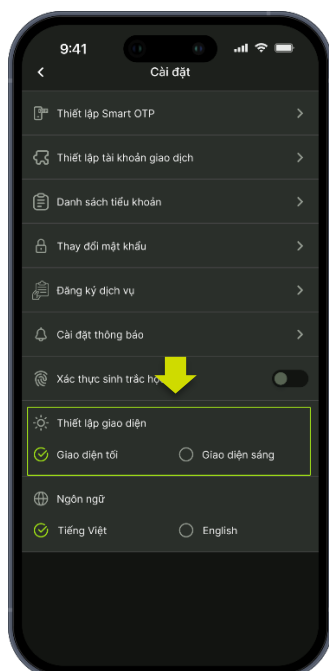 9:41
Cài đặt
Thiết lập Smart OTP
Thiết lập tài khoản giao dịch
Danh sách tiểu khoản
Thay đổi mật khẩu
Đăng ký dịch vụ
Cài đặt thông báo
Xác thực sinh trắc
Thiết lập giao diện
Giao diện tối Giao diện sáng
Ngôn ngữ
Tiếng Việt English